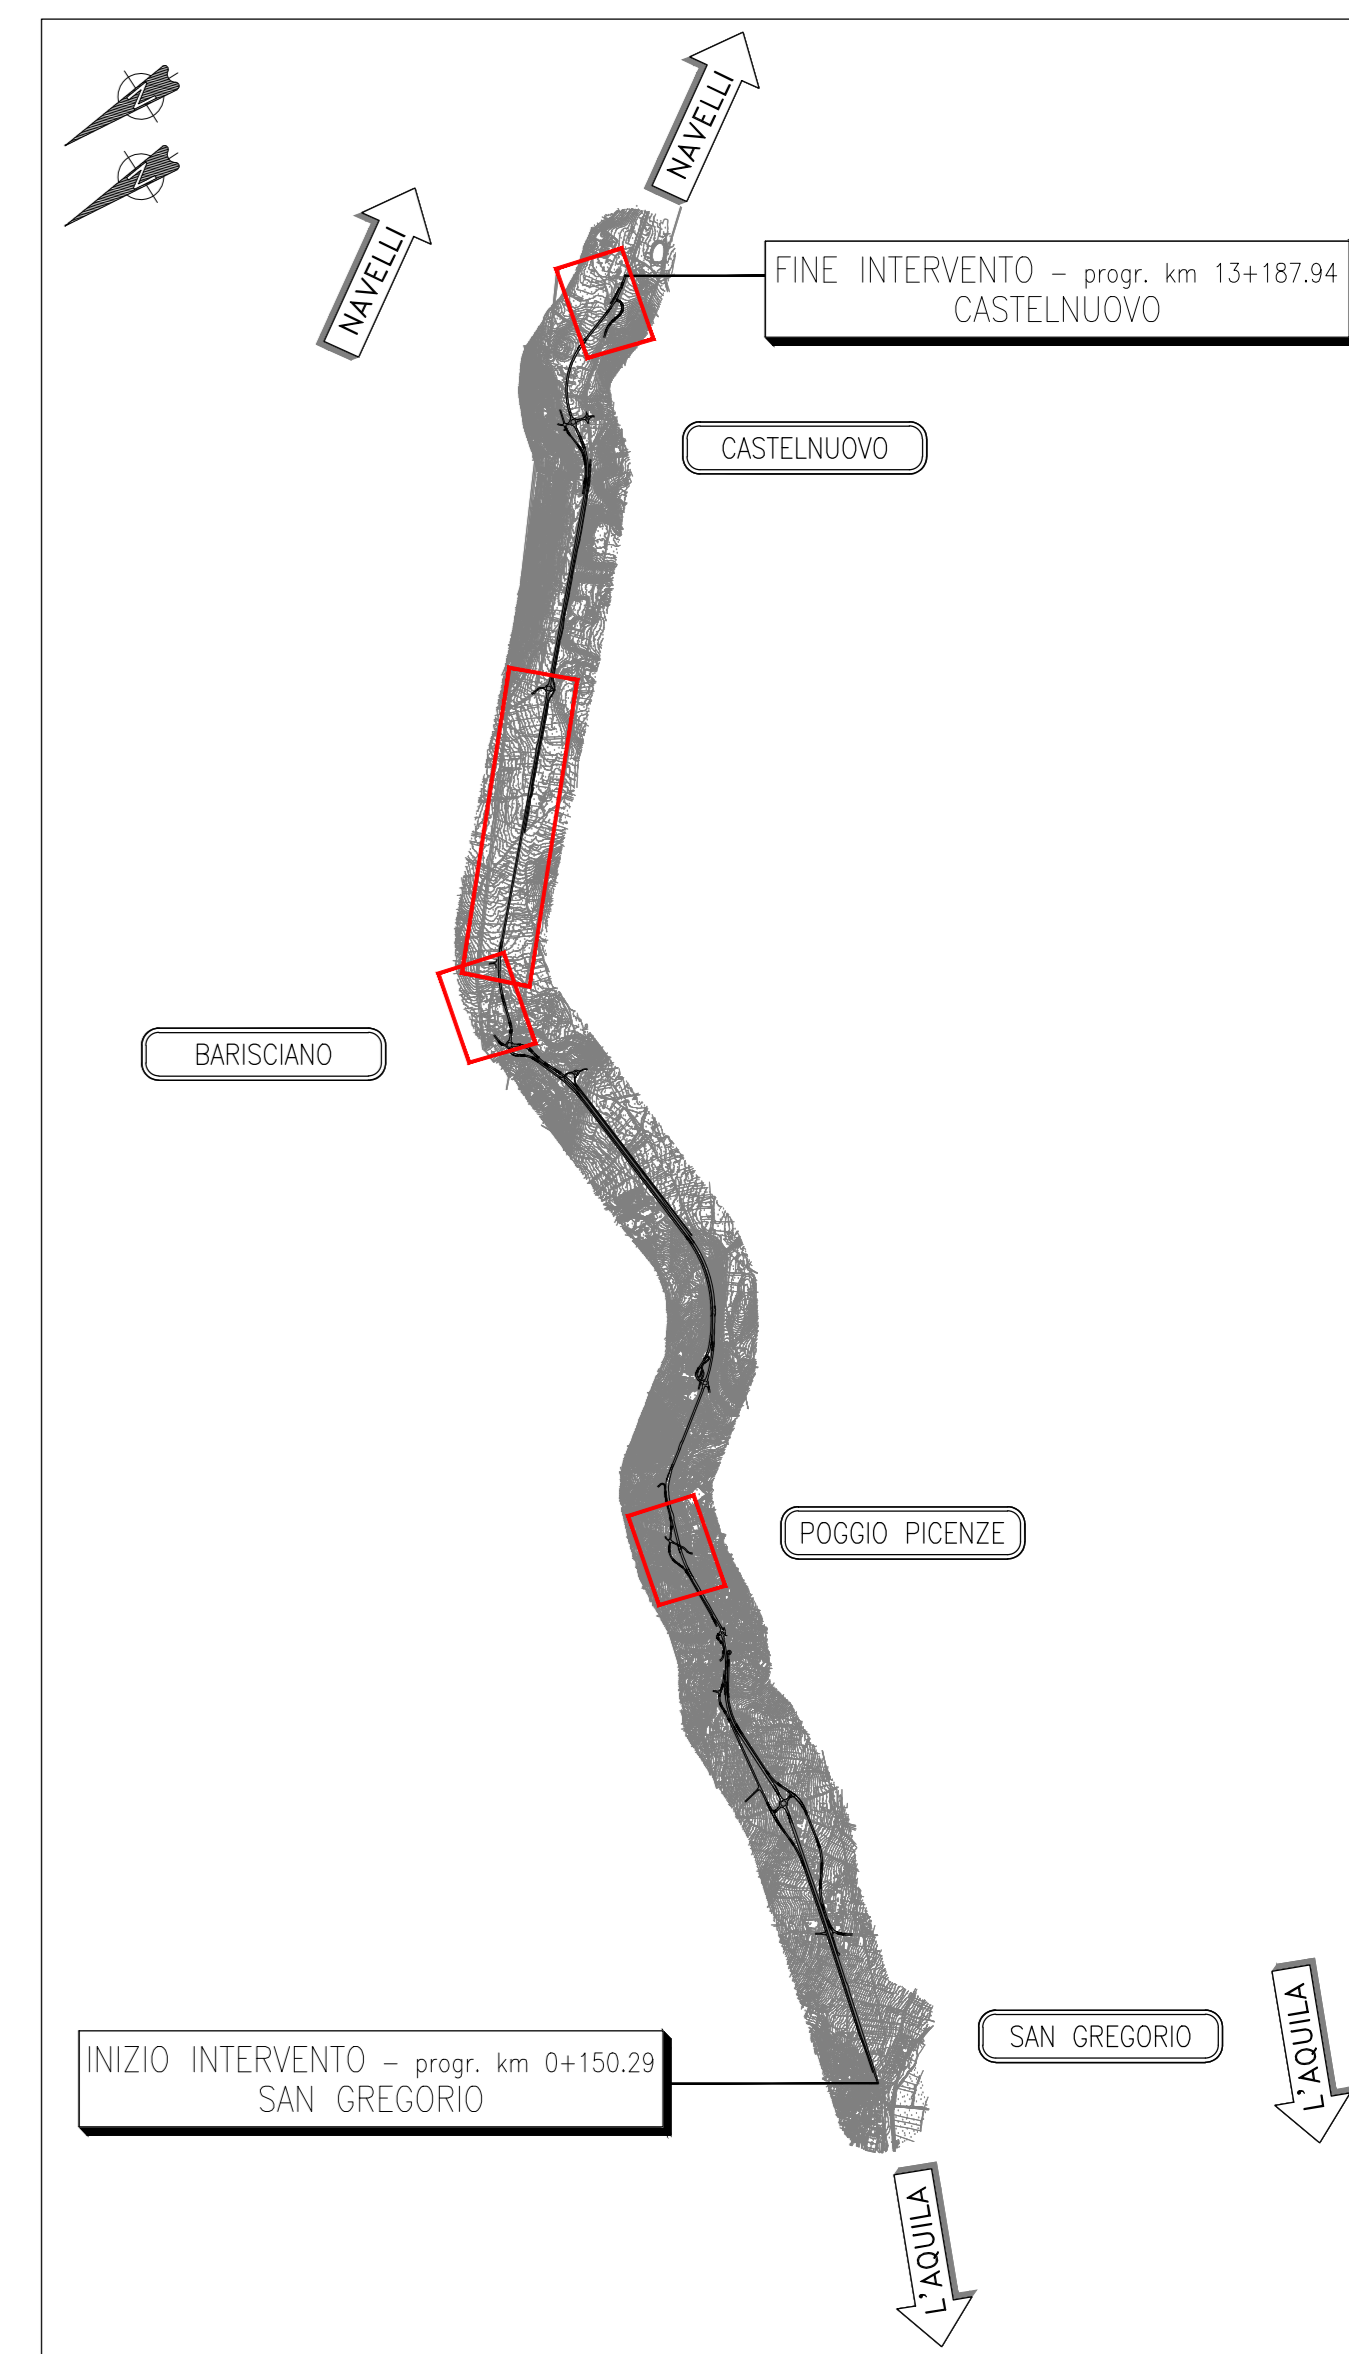 NAVELLI
NAVELLI
FINE INTERVENTO – progr. km 13+187.94
CASTELNUOVO
CASTELNUOVO
BARISCIANO
POGGIO PICENZE
SAN GREGORIO
L'AQUILA
INIZIO INTERVENTO – progr. km 0+150.29
SAN GREGORIO
L'AQUILA